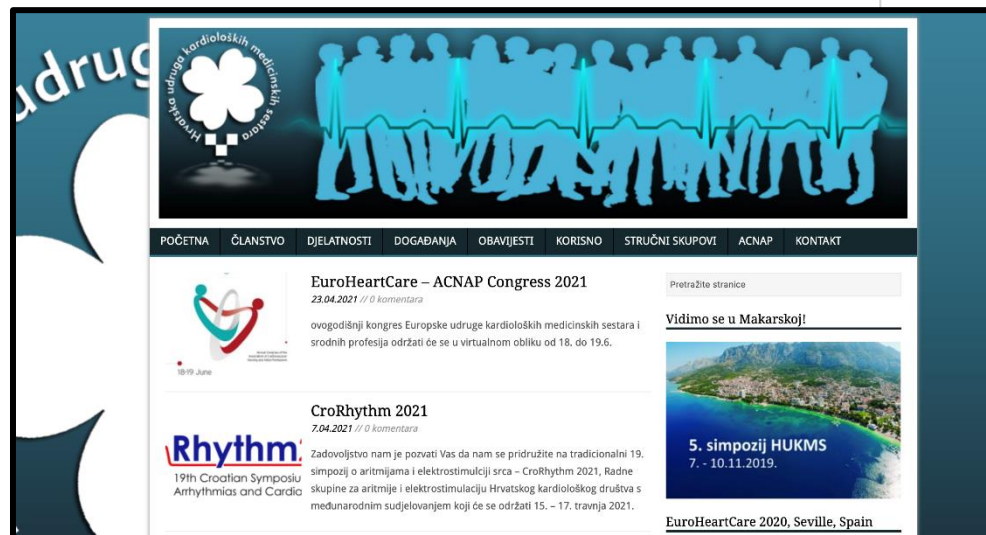 udrug
Hrvatska udruga kardioloških medicinskih sestara
POČETNA ČLANSTVO DJELATNOSTI DOGAĐANJA OBAVIJESTI KORISNO STRUČNI SKUPOVI ACNAP KONTAKT
EuroHeartCare – ACNAP Congress 2021
23.04.2021 // 0 komentara
ovogodišnji kongres Europske udruge kardioloških medicinskih sestara i
srodnih profesija održati će se u virtualnom obliku od 18. do 19.6.
18-19 June
CroRhythm 2021
7.04.2021 // 0 komentara
Zadovoljstvo nam je pozvati Vas da nam se pridružite na tradicionalni 19.
simpozij o aritmijama i elektrostimulciji srca – CroRhythm 2021, Radne
skupine za aritmije i elektrostimulaciju Hrvatskog kardiološkog društva s
međunarodnim sudjelovanjem koji će se održati 15. – 17. travnja 2021.
Rhythm
19th Croatian Symposiu
Arrhythmias and Cardia
Pretražite stranice
Vidimo se u Makarskoj!
5. simpozij HUKMS
7. - 10.11.2019.
EuroHeartCare 2020, Seville, Spain